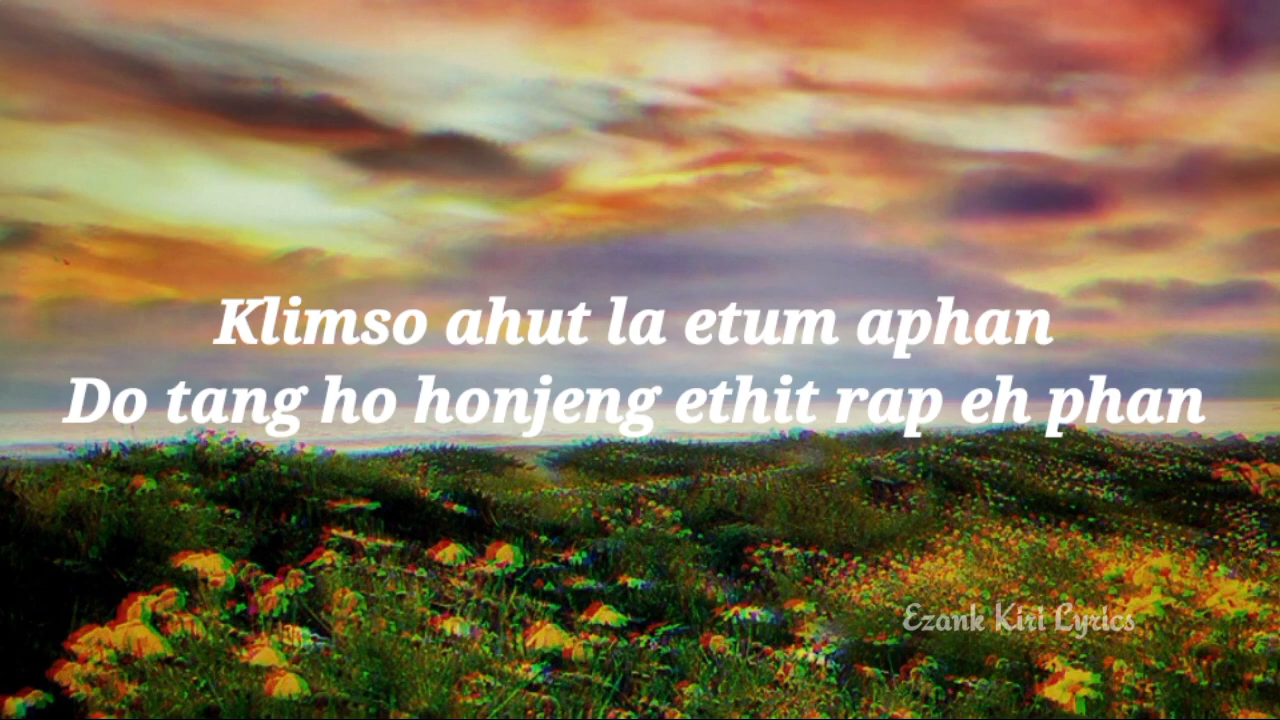 Klimso ahut la etum aphan
Do tang ho honjeng ethit rap eh phan
Ezank Kiri Lyrics